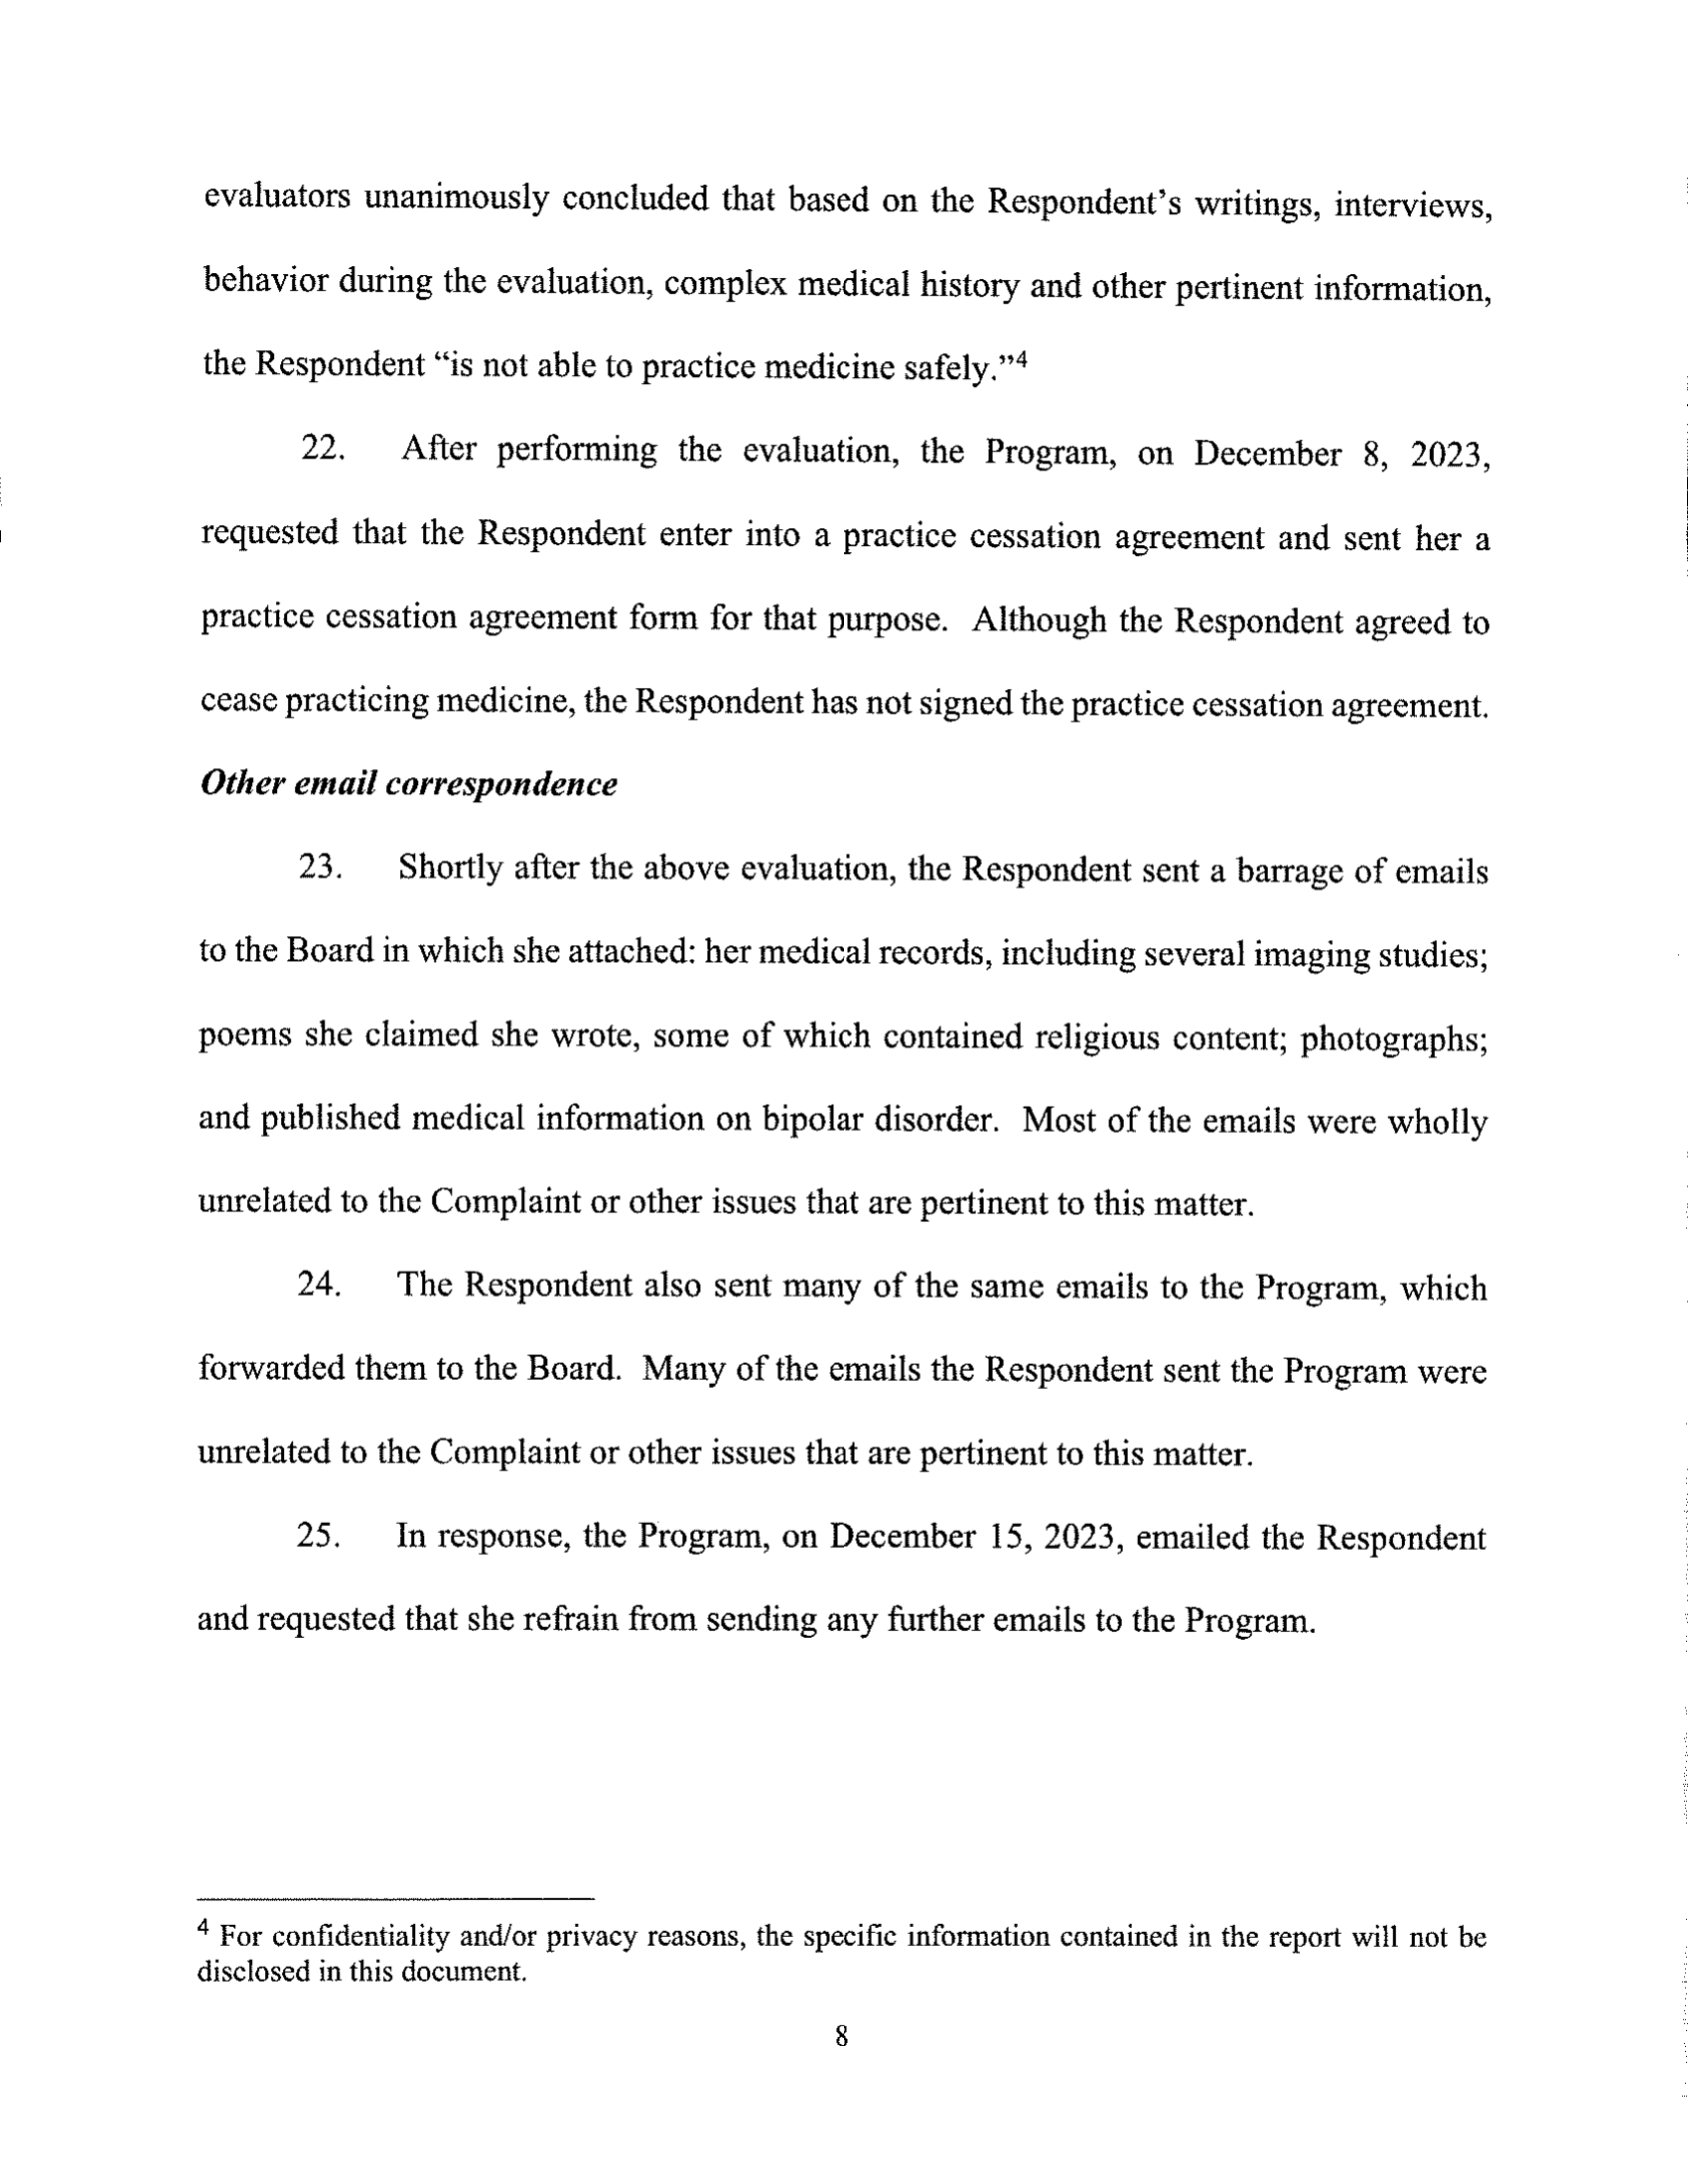 evaluators unanimously concluded that based on the Respondent’s writings, interviews,
behavior during the evaluation, complex medical history and other pertinent information,
the Respondent “is not able to practice medicine safely.”4
22. After performing the evaluation, the Program, on December 8, 2023,
requested that the Respondent enter into a practice cessation agreement and sent her a
practice cessation agreement form for that purpose. Although the Respondent agreed to
cease practicing medicine, the Respondent has not signed the practice cessation agreement.
Other email correspondence
23. Shortly after the above evaluation, the Respondent sent a barrage of emails
to the Board in which she attached: her medical records, including several imaging studies;
poems she claimed she wrote, some of which contained religious content; photographs;
and published medical information on bipolar disorder. Most of the emails were wholly
unrelated to the Complaint or other issues that are pertinent to this matter.
24. The Respondent also sent many of the same emails to the Program, which
forwarded them to the Board. Many of the emails the Respondent sent the Program were
unrelated to the Complaint or other issues that are pertinent to this matter.
25. In response, the Program, on December 15, 2023, emailed the Respondent
and requested that she refrain from sending any further emails to the Program.
4 For confidentiality and/or privacy reasons, the specific information contained in the report will not be
disclosed in this document.
8